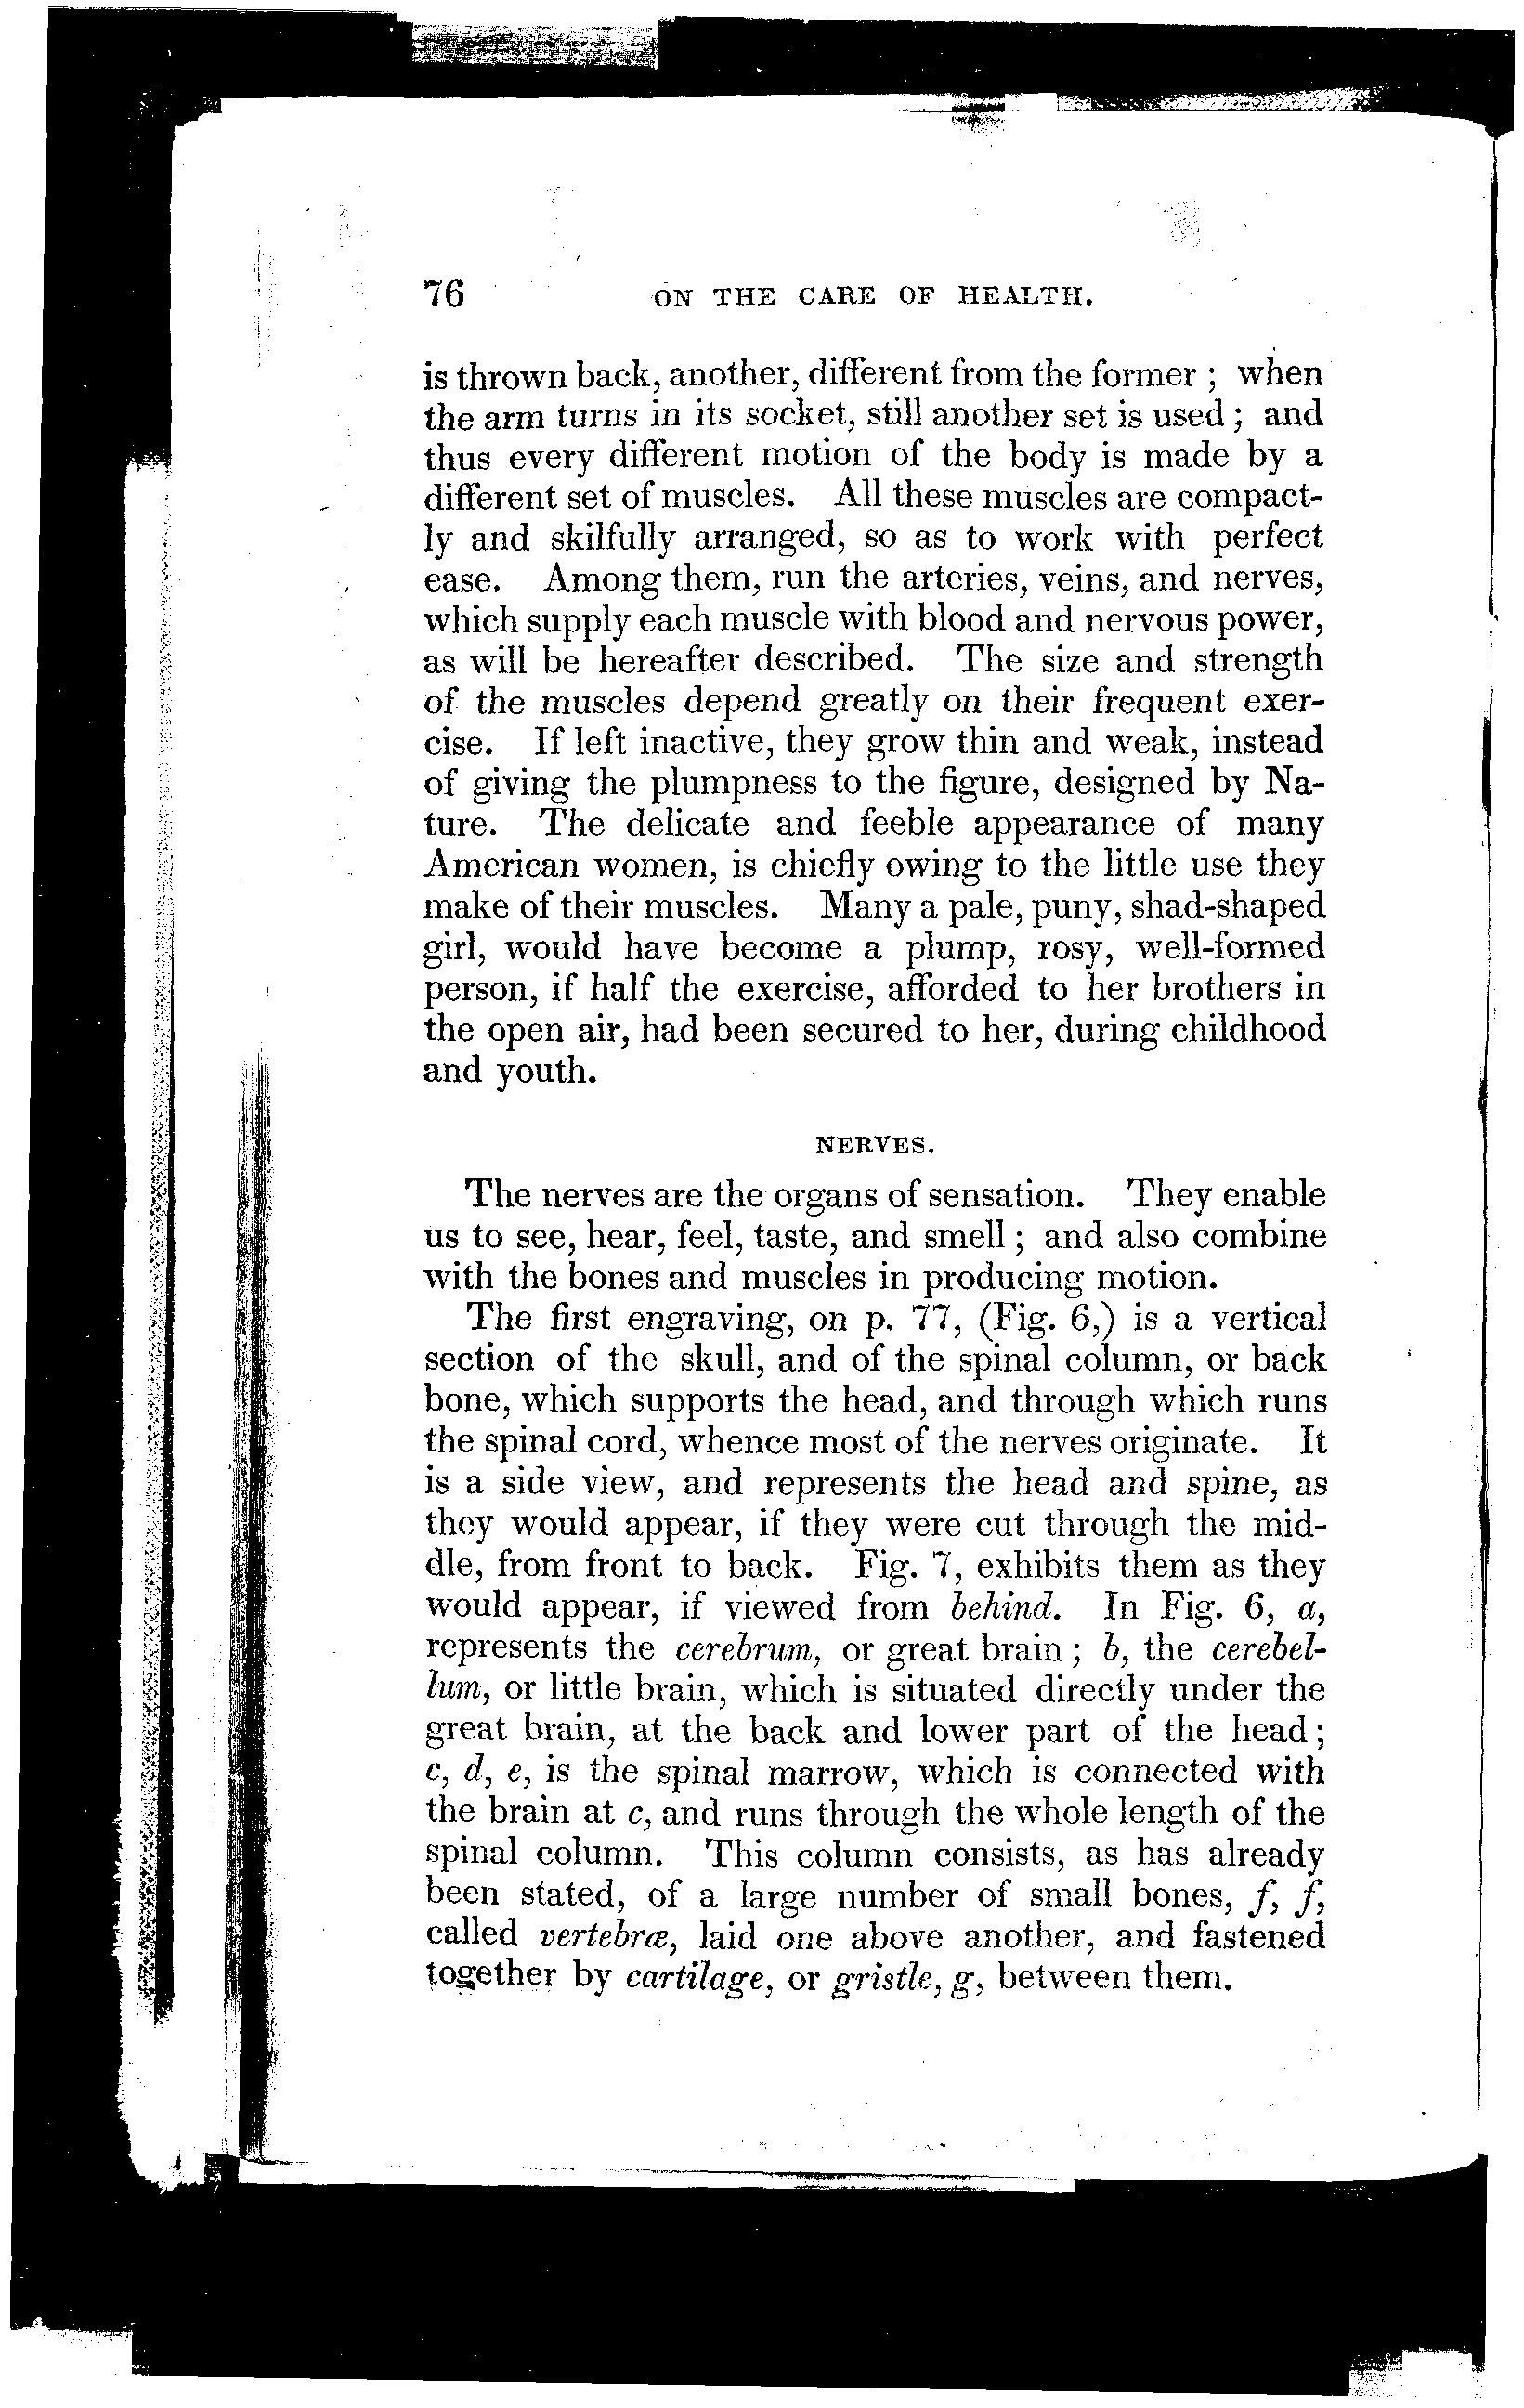 76 ON THE CARE OF HEALTH.
is thrown back, another, different from the former ; when
the arm turns in its socket, still another set is used ; and
thus every different motion of the body is made by a
different set of muscles. All these muscles are compact-
ly and skilfully arranged, so as to work with perfect
ease. Among them, run the arteries, veins, and nerves,
which supply each muscle with blood and nervous power,
as will be hereafter described. The size and strength
of the muscles depend greatly on their frequent exer-
cise. If left inactive, they grow thin and weak, instead
of giving the plumpness to the figure, designed by Na-
ture. The delicate and feeble appearance of many
American women, is chiefly owing to the little use they
make of their muscles. Many a pale, puny, shad-shaped
girl, would have become a plump, rosy, well-formed
person, if half the exercise, afforded to her brothers in
the open air, had been secured to her, during childhood
and youth.
NERVES.
The nerves are the organs of sensation. They enable
us to see, hear, feel, taste, and smell ; and also combine
with the bones and muscles in producing motion.
The first engraving, on p. 77, (Fig. 6,) is a vertical
section of the skull, and of the spinal column, or back
bone, which supports the head, and through which runs
the spinal cord, whence most of the nerves originate. It
is a side view, and represents the head and spine, as
they would appear, if they were cut through the mid-
dle, from front to back. Fig. 7, exhibits them as they
would appear, if viewed from behind. In Fig. 6, a,
represents the cerebrum, or great brain ; b, the cerebel-
lum, or little brain, which is situated directly under the
great brain, at the back and lower part of the head ;
c, d, e, is the spinal marrow, which is connected with
the brain at c, and runs through the whole length of the
spinal column. This column consists, as has already
been stated, of a large number of small bones, f, f,
called vertebræ, laid one above another, and fastened
together by cartilage, or gristle, g, between them.